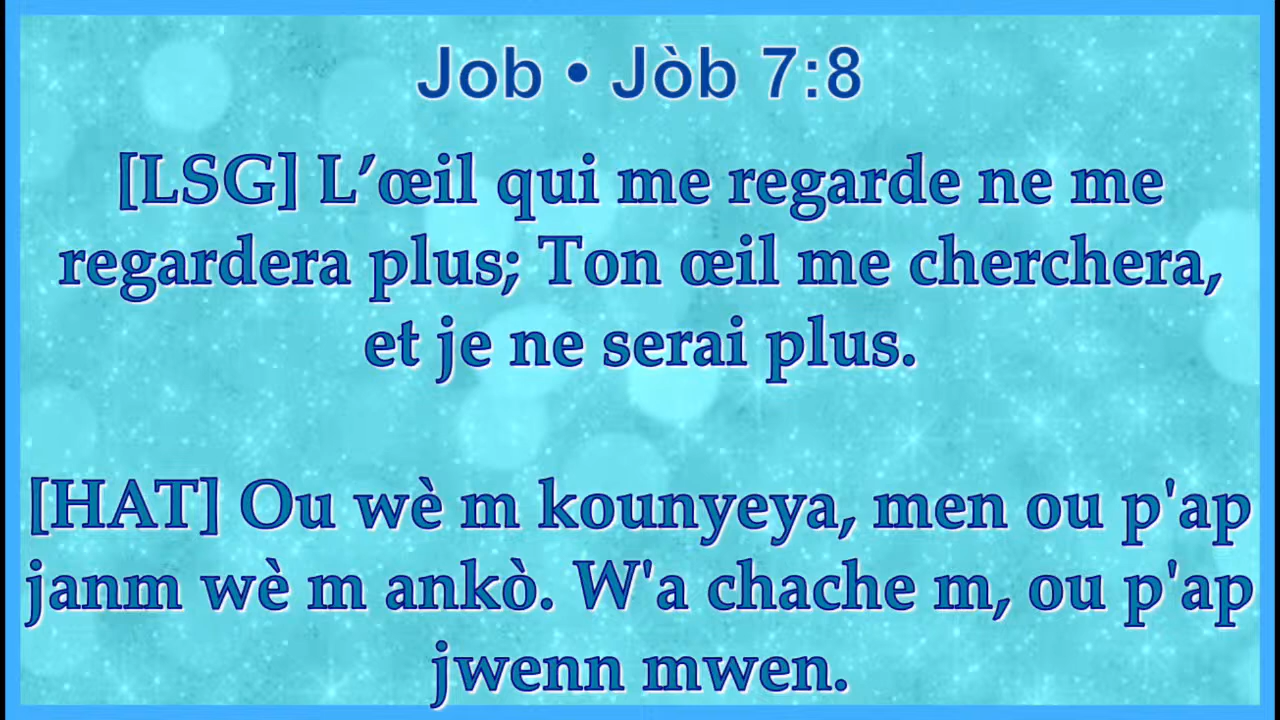 Job • Jòb 7:8
[LSG] L’œil qui me regarde ne me
regardera plus; Ton œil me cherchera,
et je ne serai plus.
[HAT] Ou wè m kounyeya, men ou p'ap
janm wè m ankò. W'a chache m, ou p'ap
jwenn mwen.